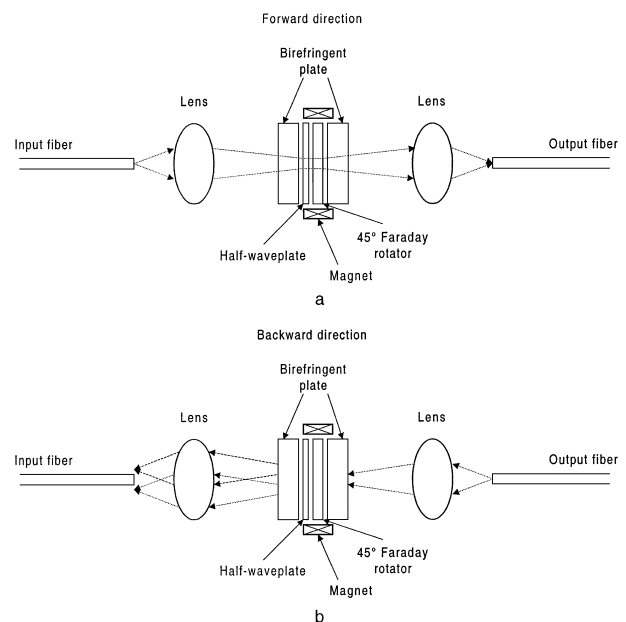 Forward direction
Birefringent
plate
Lens
Lens
Input fiber
Output fiber
45° Faraday
rotator
Half-waveplate
Magnet
a
Backward direction
Birefringent
plate
Lens
Lens
Input fiber
Output fiber
45° Faraday
rotator
Half-waveplate
Magnet
b